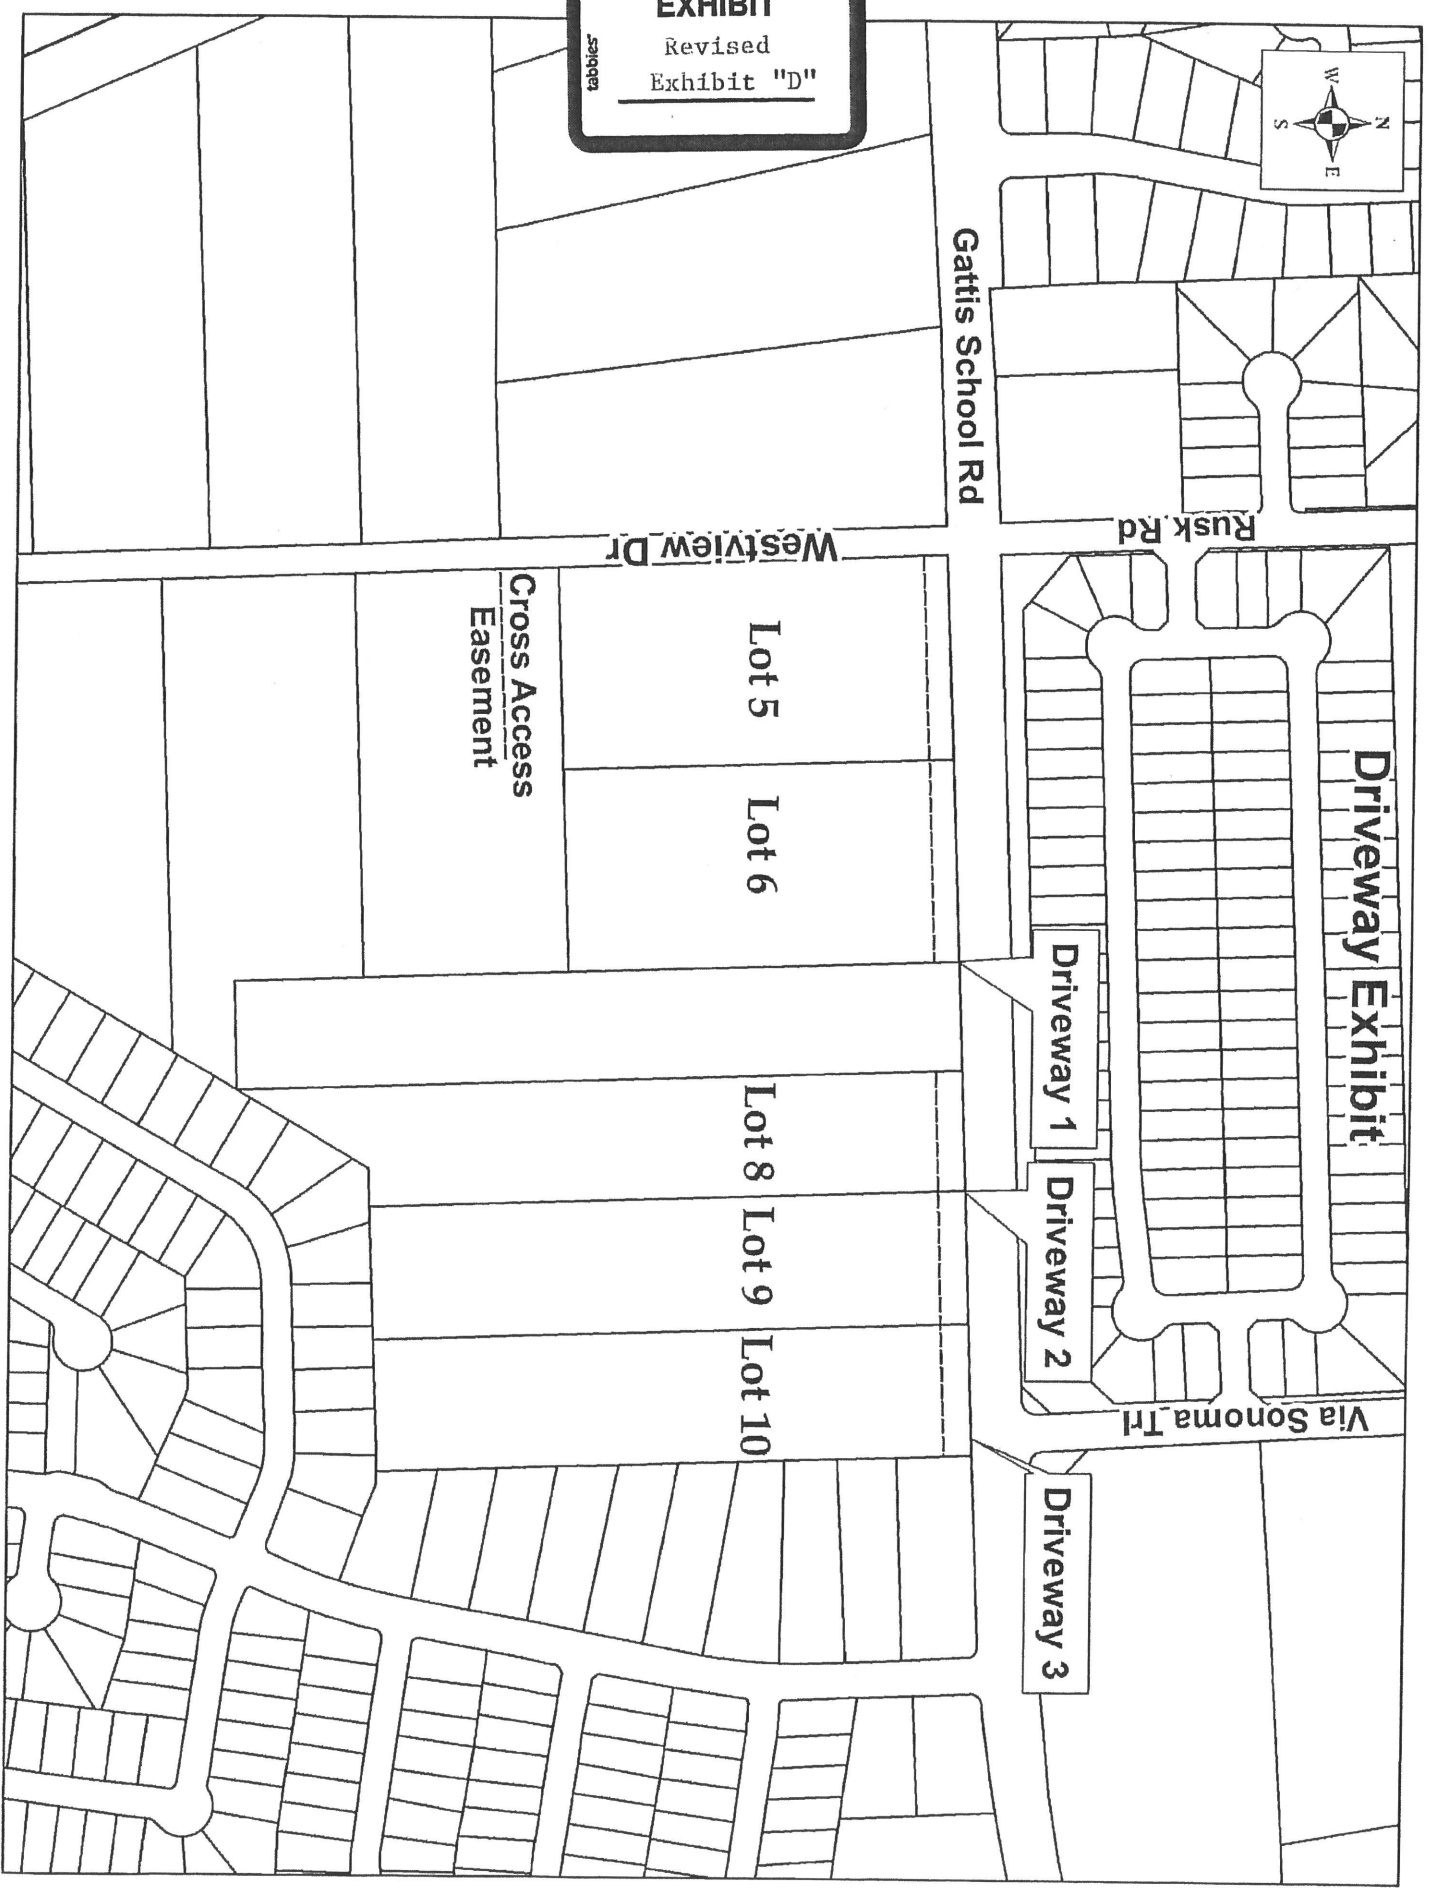 EXHIBIT
Revised
Exhibit "D"
tabbies®
W
N
S
E
Driveway Exhibit
Gattis School Rd
Rusk Rd
Westview Dr
Via Sonoma Trl
Driveway 1
Driveway 2
Driveway 3
Lot 5
Lot 6
Lot 8
Lot 9
Lot 10
Cross Access
Easement